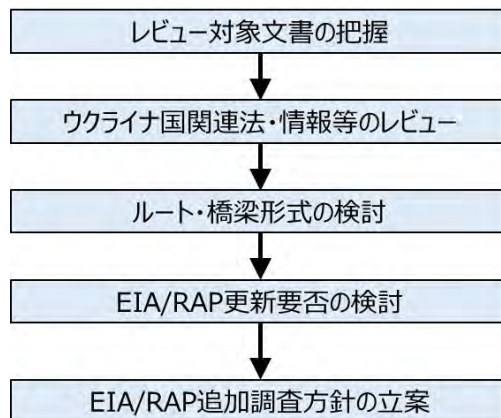 レビュー対象文書の把握
ウクライナ国関連法・情報等のレビュー
ルート・橋梁形式の検討
EIA/RAP更新要否の検討
EIA/RAP追加調査方針の立案